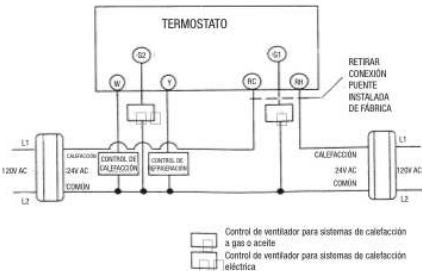 TERMOSTATO
G2
G1
W
Y
RC
RH
RETIRAR
CONEXIÓN
PUENTE
INSTALADA
DE FÁBRICA
L1
120V AC
L2
CALEFACCIÓN
24V AC
COMÚN
CONTROL DE
CALEFACCIÓN
CONTROL DE
REFRIGERACIÓN
CALEFACCIÓN
24V AC
COMÚN
L1
120V AC
L2
Control de ventilador para sistemas de calefacción
a gas o aceite
Control de ventilador para sistemas de calefacción
eléctrica